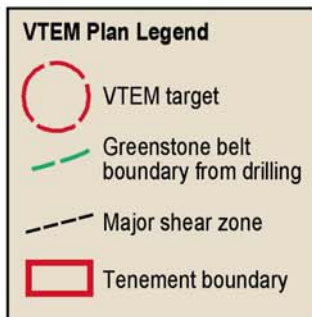 VTEM Plan Legend
VTEM target
Greenstone belt
boundary from drilling
Major shear zone
Tenement boundary